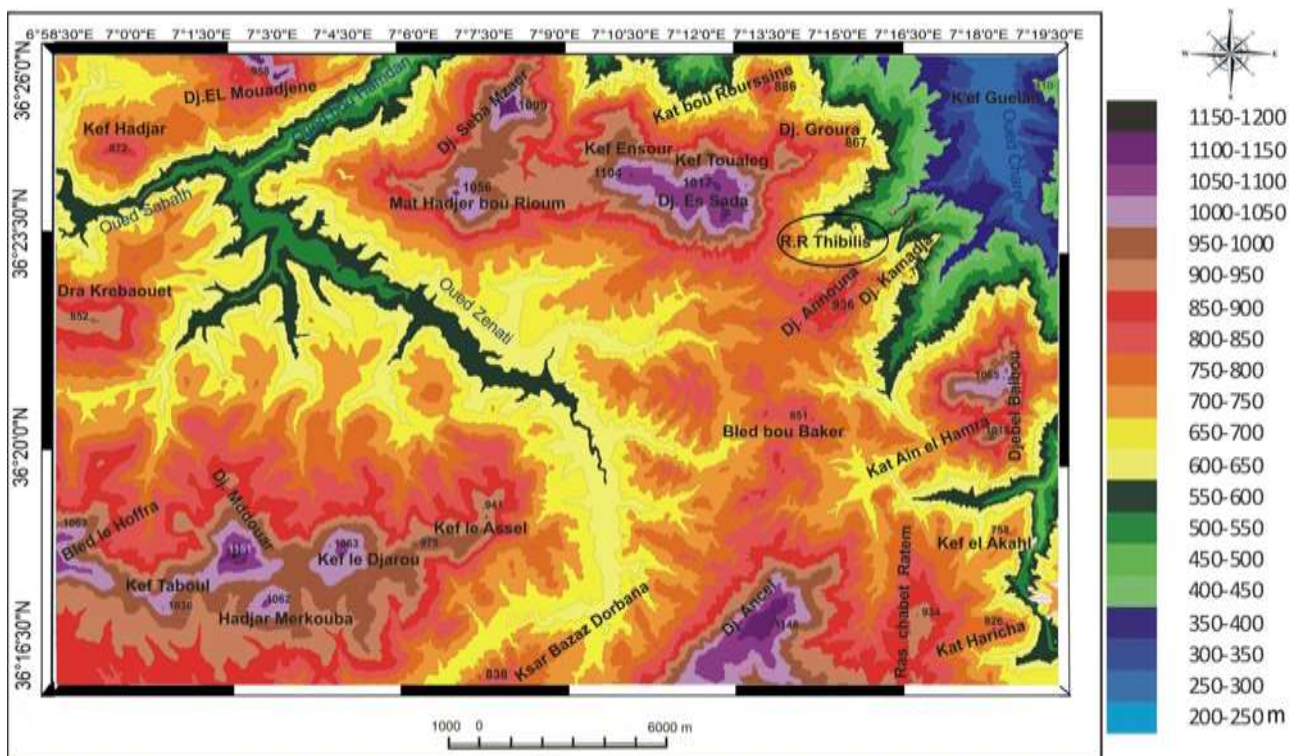 6°58'30"E 7°0'0"E 7°1'30"E 7°3'0"E 7°4'30"E 7°6'0"E 7°7'30"E 7°9'0"E 7°10'30"E 7°12'0"E 7°13'30"E 7°15'0"E 7°16'30"E 7°18'0"E 7°19'30"E
36°26'0"N
36°23'30"N
36°20'0"N
36°16'30"N
Dj.EL Mouadjene
Oued bou Hamdan
Kef Hadjar
872
Oued Sabath
Dj. Seba Mzaer
1099
Kat bou Rourssine
886
Kef Guelaa
Oued Charef
Dj. Groura
867
Kef Ensour
1104
Kef Toualeg
1017
Dj. Es Sada
1056
Mat Hadjer bou Rioum
R.R Thibilis
Dj. Kamadja
Dj. Announa
936
Dra Krebaouet
852
Oued Zenati
1065
Djebel Balbou
Bled bou Baker
Kat Ain el Hamra
Bled le Hoffra
Dj. Mdouar
Kef le Djarou
1063
Kef le Assel
941
Kef Taboul
Hadjar Merkouba
1062
Ksar Bazaz Dorbana
838
Dj. Ancel
1148
Ras chabet Ratem
934
Kef el Akahl
758
Kat Haricha
826
1000 0 6000 m
N
W E
S
1150-1200
1100-1150
1050-1100
1000-1050
950-1000
900-950
850-900
800-850
750-800
700-750
650-700
600-650
550-600
500-550
450-500
400-450
350-400
300-350
250-300
200-250 m